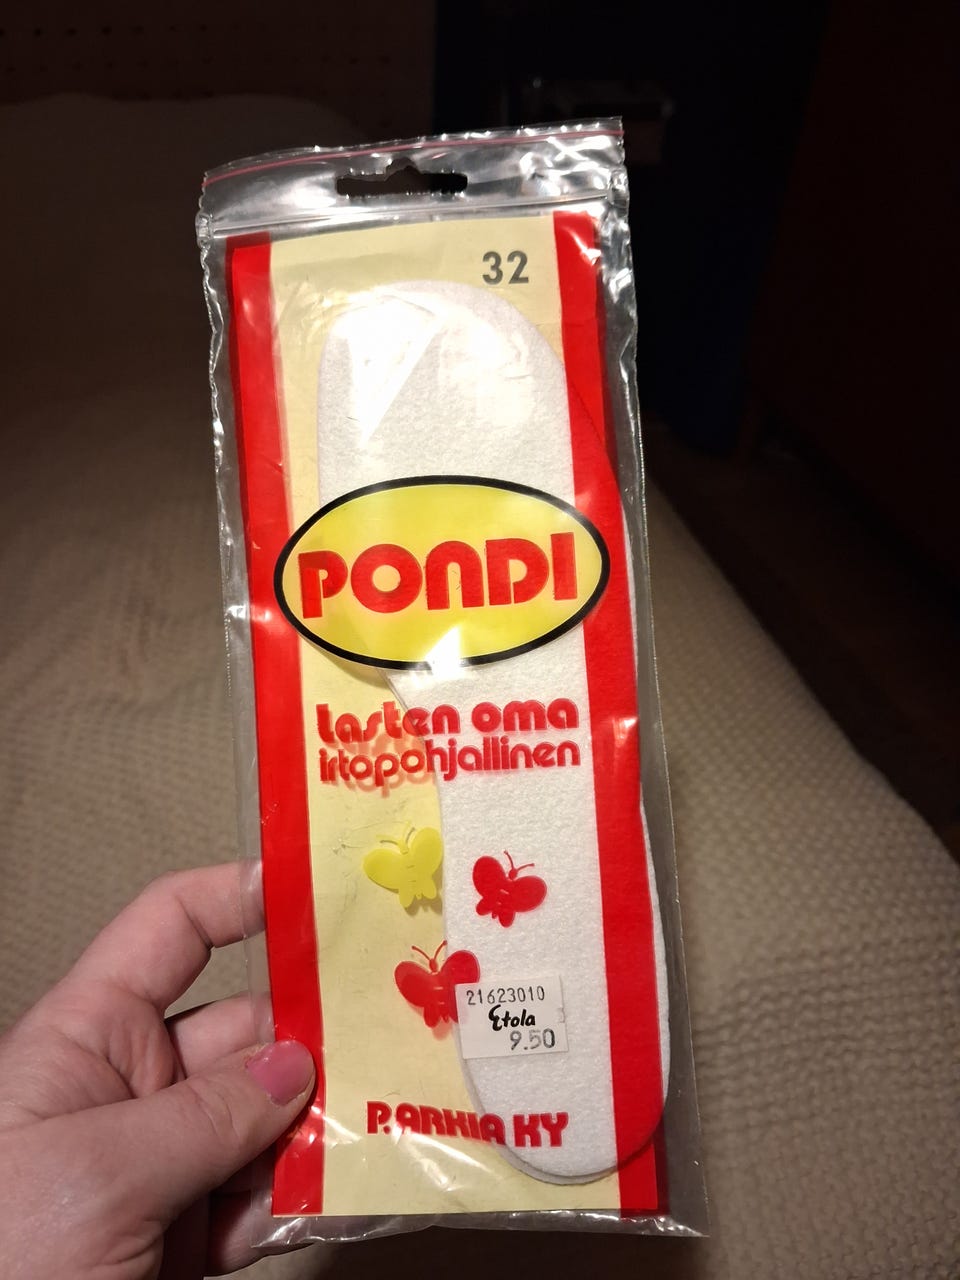 32
PONDI
Lasten oma
irtopohjallinen
21623010
Etola
9.50
P. ARKIA KY